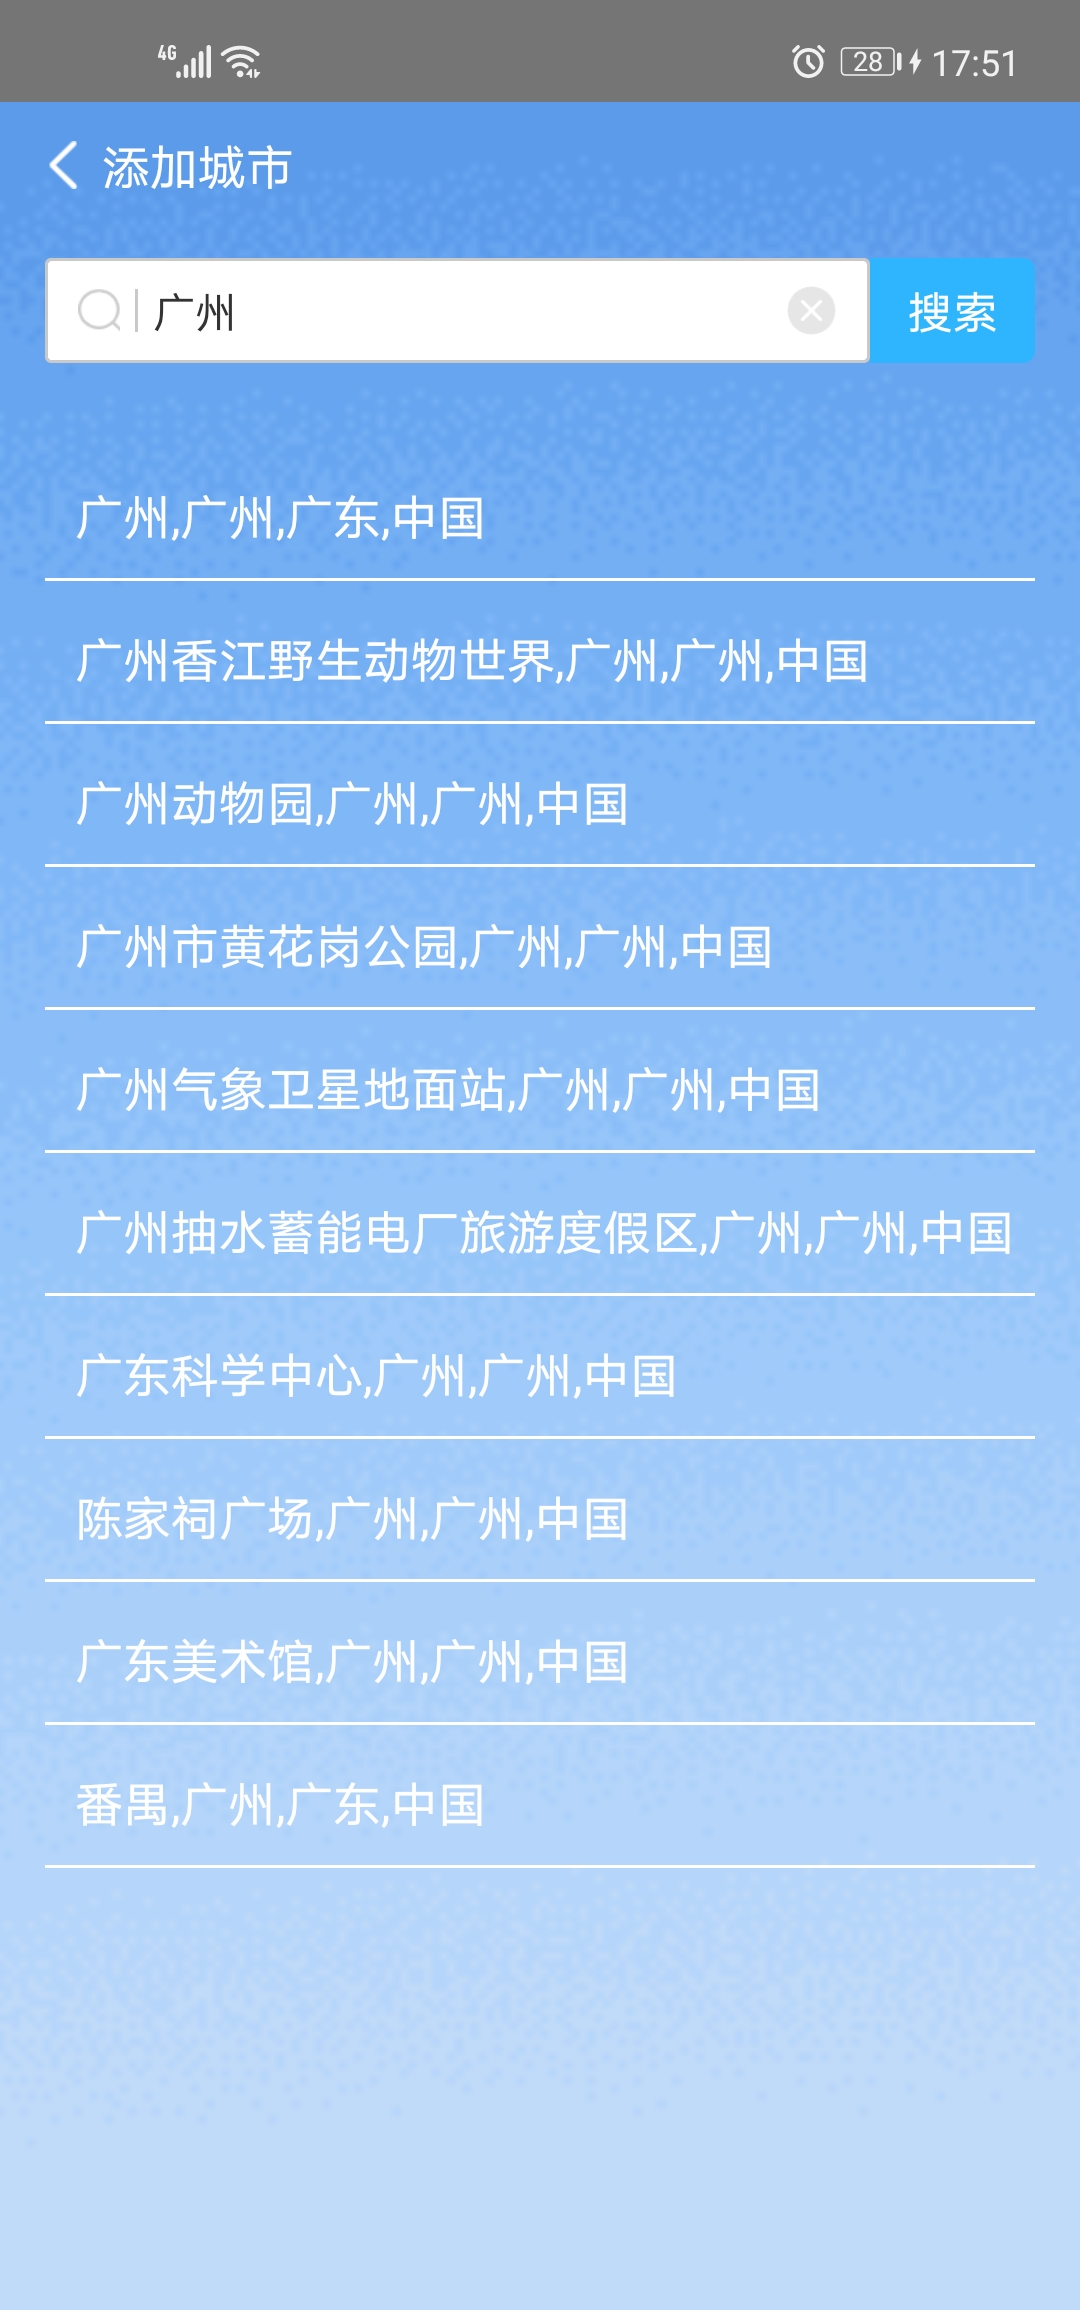 4G 28 17:51
添加城市
广州 搜索
广州,广州,广东,中国
广州香江野生动物世界,广州,广州,中国
广州动物园,广州,广州,中国
广州市黄花岗公园,广州,广州,中国
广州气象卫星地面站,广州,广州,中国
广州抽水蓄能电厂旅游度假区,广州,广州,中国
广东科学中心,广州,广州,中国
陈家祠广场,广州,广州,中国
广东美术馆,广州,广州,中国
番禺,广州,广东,中国